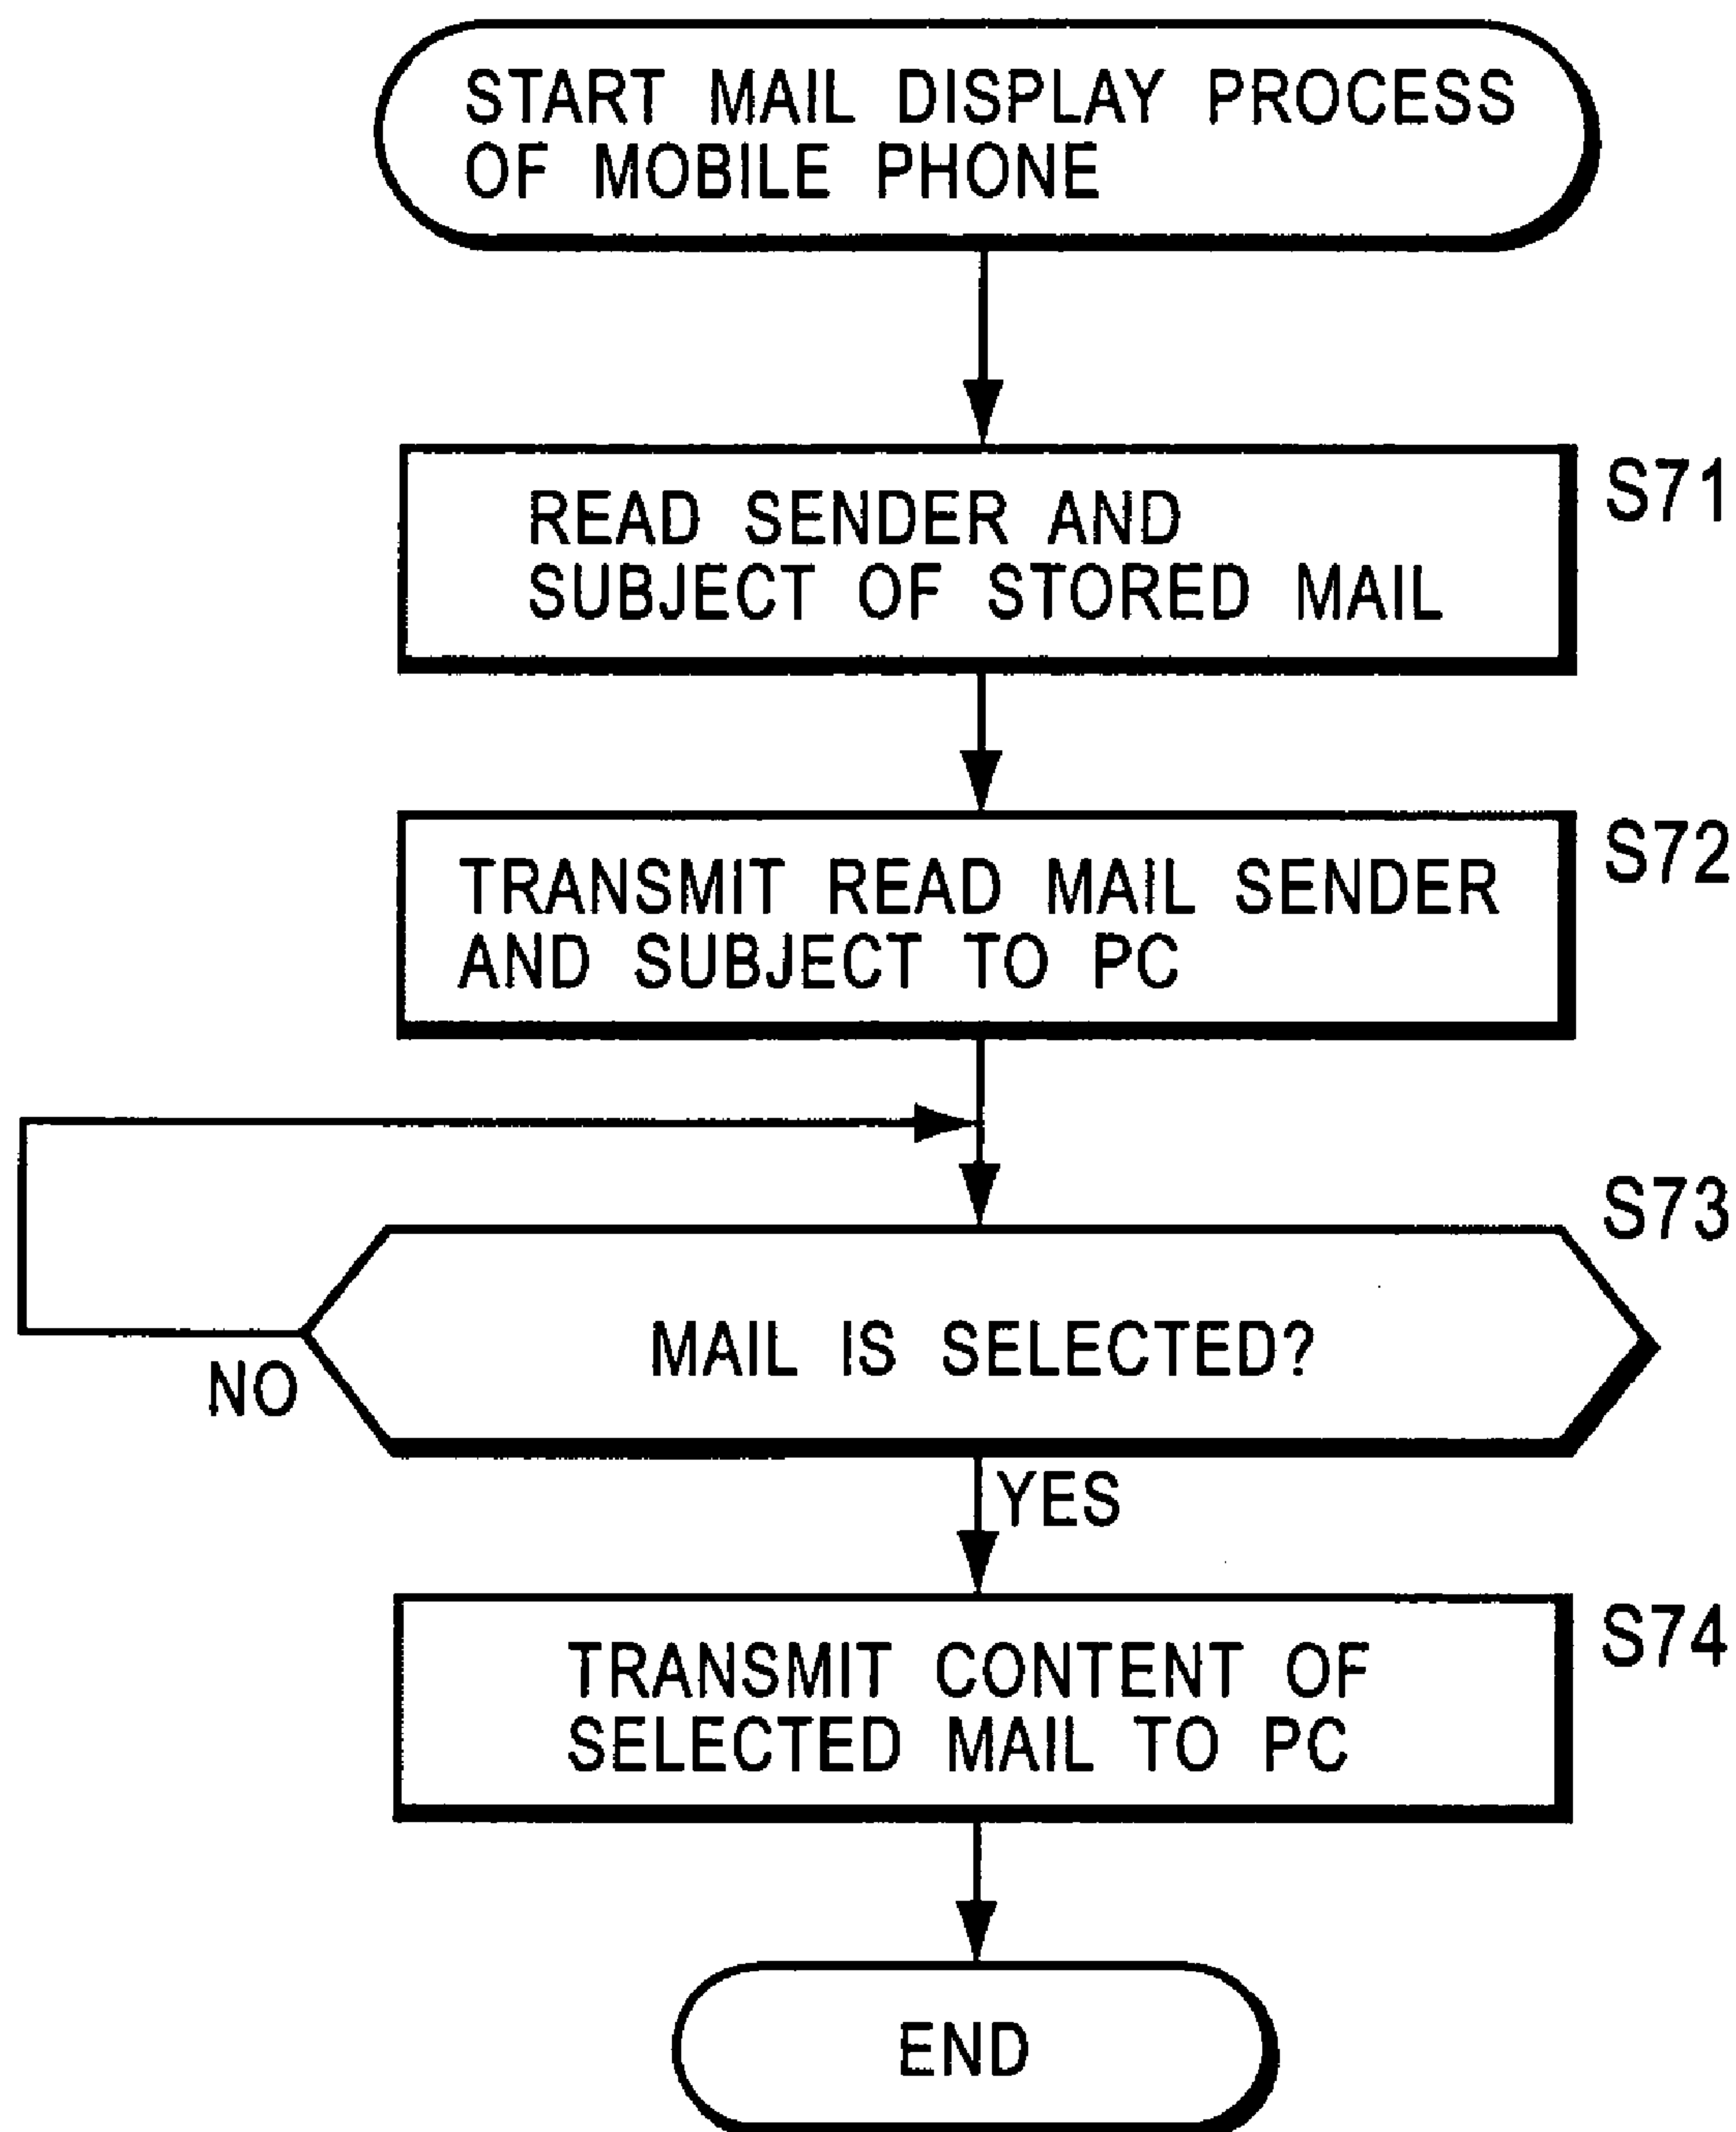 START MAIL DISPLAY PROCESS
OF MOBILE PHONE
S71
READ SENDER AND
SUBJECT OF STORED MAIL
S72
TRANSMIT READ MAIL SENDER
AND SUBJECT TO PC
S73
MAIL IS SELECTED?
NO
YES
S74
TRANSMIT CONTENT OF
SELECTED MAIL TO PC
END